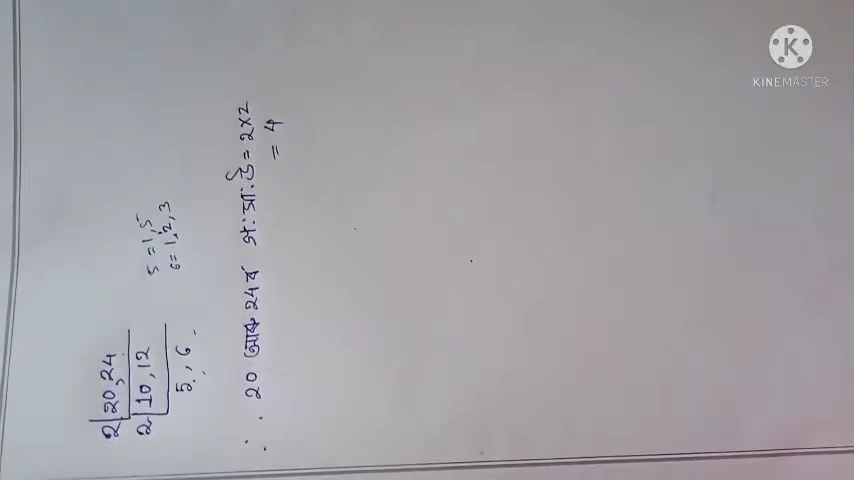 2|20,24
2|10,12
5, 6
5 = 1,5
6 = 1,2,3
∴ 20 আৰু 24ৰ গ: সা: উ = 2×2
= 4
KINEMASTER